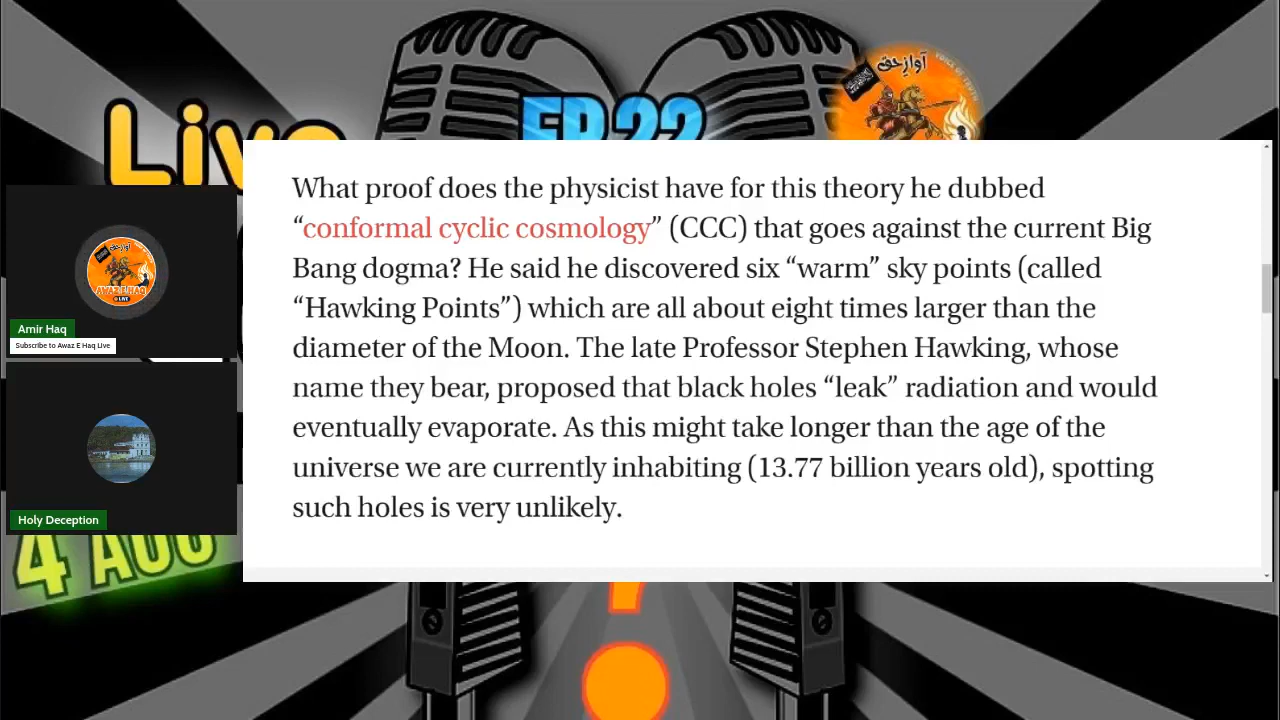 Live
EP 22
آوازِحق
Amir Haq
Subscribe to Awaz E Haq Live
AWAZ E HAQ
LIVE
Holy Deception
4 AUG
What proof does the physicist have for this theory he dubbed
“conformal cyclic cosmology” (CCC) that goes against the current Big
Bang dogma? He said he discovered six “warm” sky points (called
“Hawking Points”) which are all about eight times larger than the
diameter of the Moon. The late Professor Stephen Hawking, whose
name they bear, proposed that black holes “leak” radiation and would
eventually evaporate. As this might take longer than the age of the
universe we are currently inhabiting (13.77 billion years old), spotting
such holes is very unlikely.
?